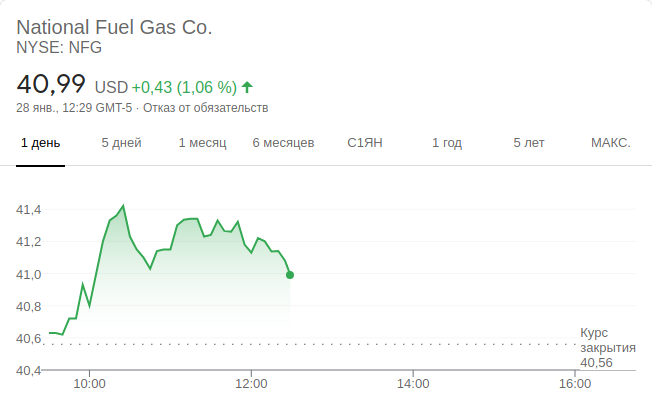 National Fuel Gas Co.
NYSE: NFG
40,99 USD +0,43 (1,06 %)
28 янв., 12:29 GMT-5 · Отказ от обязательств
1 день 5 дней 1 месяц 6 месяцев С1ЯН 1 год 5 лет МАКС.
41,4
41,2
41,0
40,8
40,6
40,4
Курс
закрытия
40,56
10:00 12:00 14:00 16:00